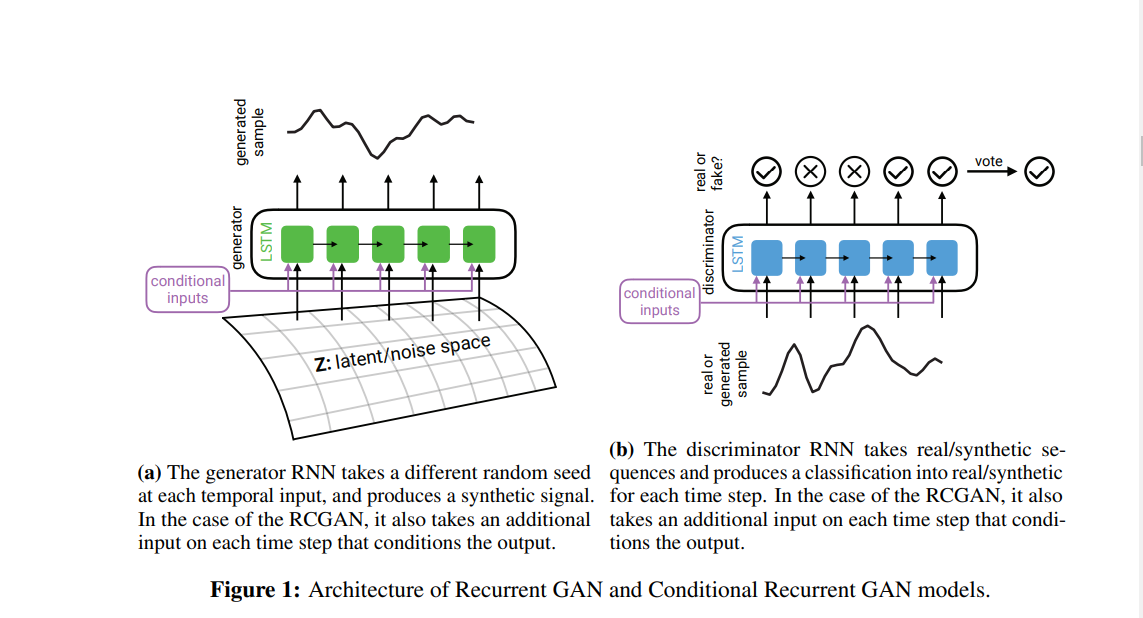 generated
sample
generator
LSTM
conditional
inputs
Z: latent/noise space
real or
fake?
vote
discriminator
LSTM
conditional
inputs
real or
generated
sample
(a) The generator RNN takes a different random seed
at each temporal input, and produces a synthetic signal.
In the case of the RCGAN, it also takes an additional
input on each time step that conditions the output.
(b) The discriminator RNN takes real/synthetic se-
quences and produces a classification into real/synthetic
for each time step. In the case of the RCGAN, it also
takes an additional input on each time step that condi-
tions the output.
Figure 1: Architecture of Recurrent GAN and Conditional Recurrent GAN models.